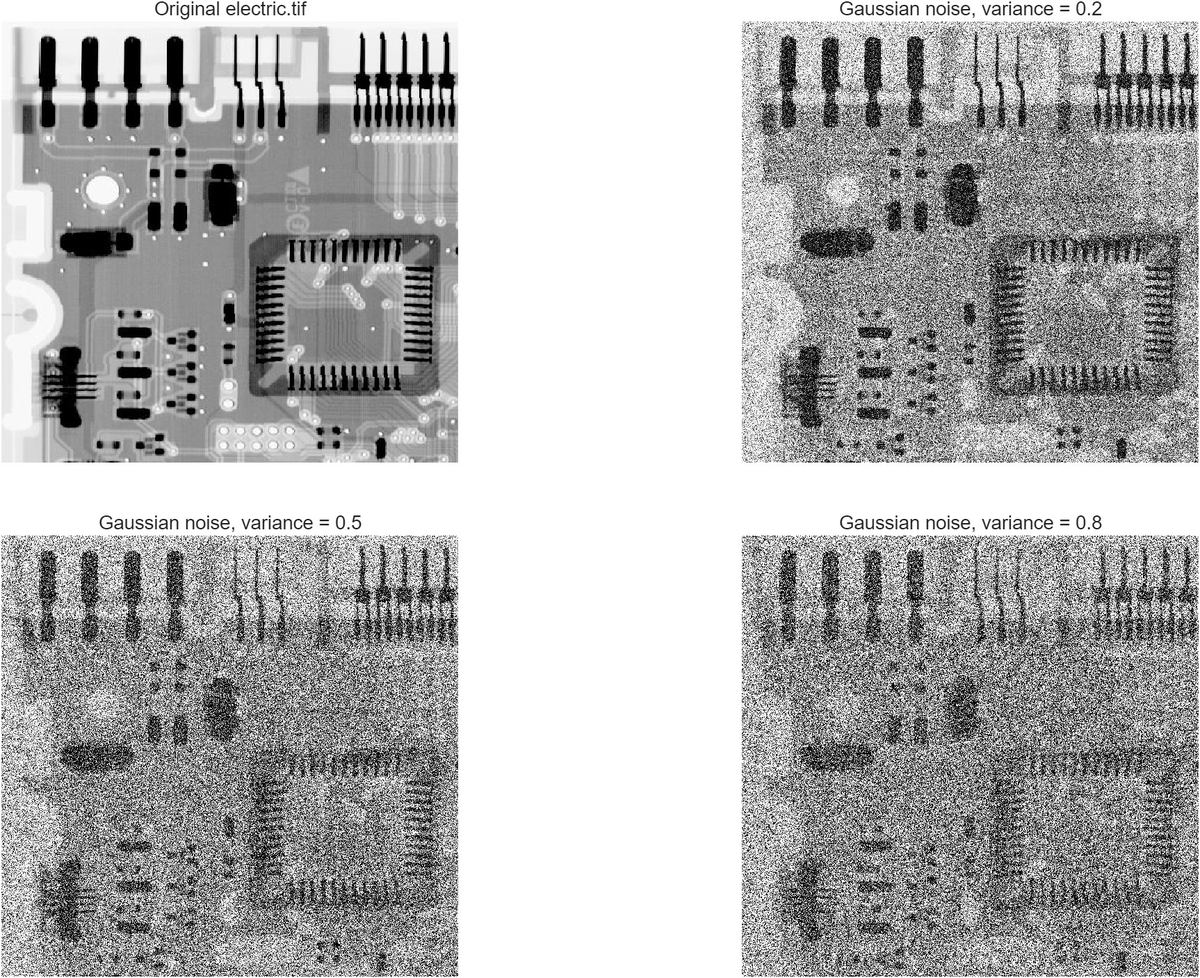 Original electric.tif
Gaussian noise, variance = 0.2
Gaussian noise, variance = 0.5
Gaussian noise, variance = 0.8